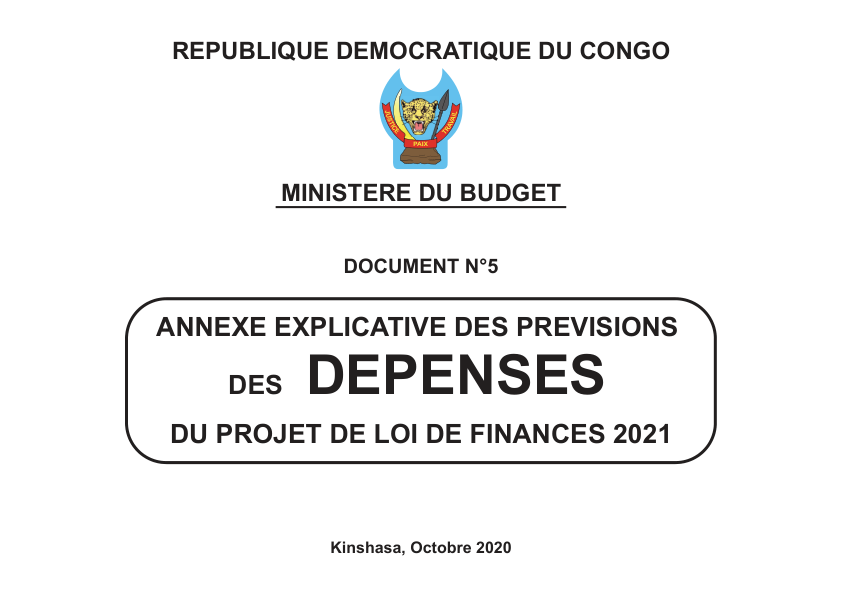 REPUBLIQUE DEMOCRATIQUE DU CONGO
JUSTICE
PAIX
TRAVAIL
MINISTERE DU BUDGET
DOCUMENT N°5
ANNEXE EXPLICATIVE DES PREVISIONS
DES DEPENSES
DU PROJET DE LOI DE FINANCES 2021
Kinshasa, Octobre 2020